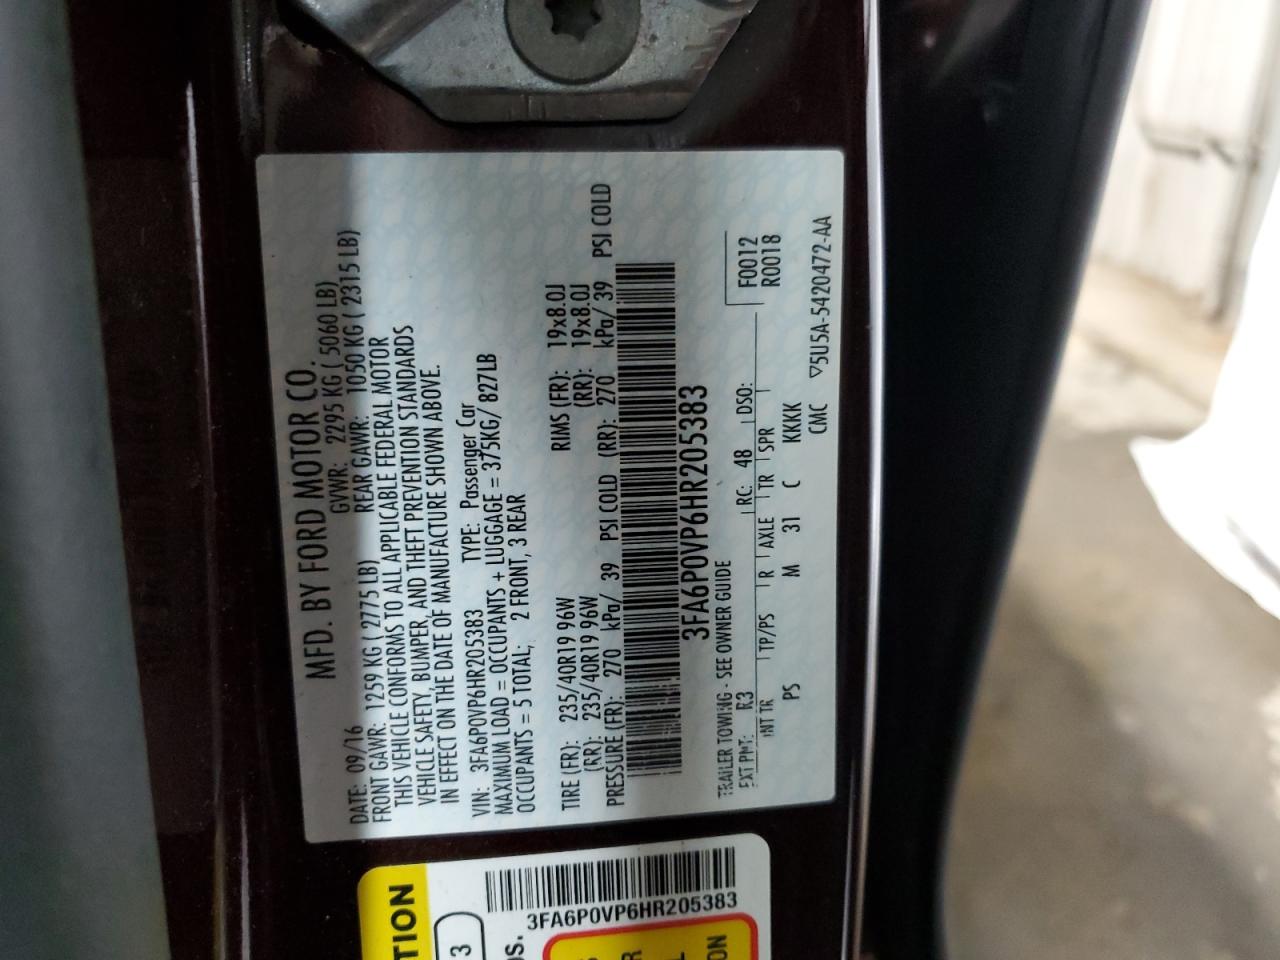 MFD. BY FORD MOTOR CO.
DATE: 09/16 GVWR: 2295 KG ( 5060 LB)
FRONT GAWR: 1259 KG ( 2775 LB) REAR GAWR: 1050 KG ( 2315 LB)
THIS VEHICLE CONFORMS TO ALL APPLICABLE FEDERAL MOTOR
VEHICLE SAFETY, BUMPER, AND THEFT PREVENTION STANDARDS
IN EFFECT ON THE DATE OF MANUFACTURE SHOWN ABOVE.
VIN: 3FA6P0VP6HR205383 TYPE: Passenger Car
MAXIMUM LOAD = OCCUPANTS + LUGGAGE = 375KG/ 827LB
OCCUPANTS = 5 TOTAL; 2 FRONT, 3 REAR
TIRE (FR): 235/40R19 96W RIMS (FR): 19x8.0J
(RR): 235/40R19 96W (RR): 19x8.0J
PRESSURE (FR): 270 kPa/ 39 PSI COLD (RR): 270 kPa/ 39 PSI COLD
3FA6P0VP6HR205383
TRAILER TOWING - SEE OWNER GUIDE
EXT PNT: R3 RC: 48 DSO: F0012
INT TR TP/PS R AXLE TR SPR R0018
PS M 31 C KKKK
CMC
▽5U5A-5420472-AA
3FA6P0VP6HR205383
TION
3